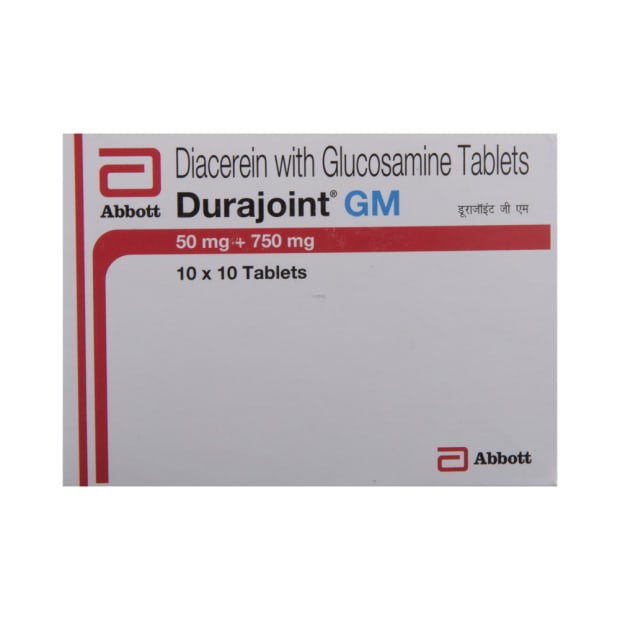 Diacerein with Glucosamine Tablets
Abbott
Durajoint® GM
डूराजॉइंट जी एम
50 mg + 750 mg
10 x 10 Tablets
Abbott